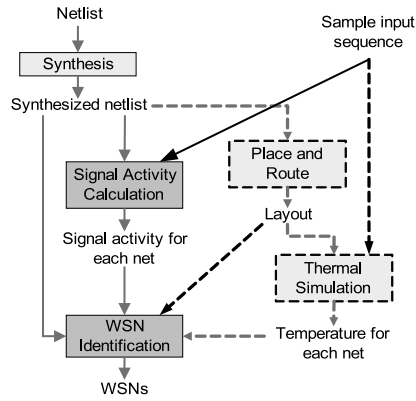 Netlist
Sample input
sequence
Synthesis
Synthesized netlist
Place and
Route
Signal Activity
Calculation
Layout
Signal activity for
each net
Thermal
Simulation
WSN
Identification
Temperature for
each net
WSNs